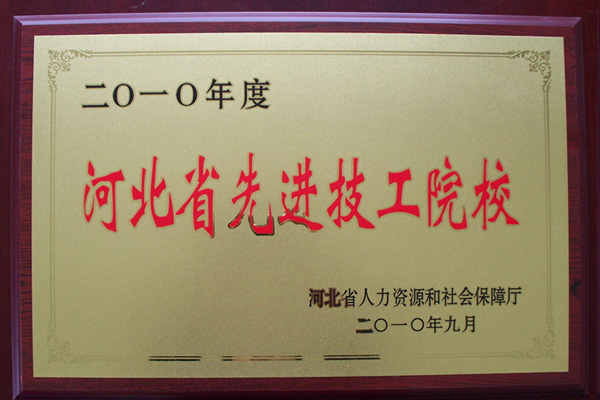 二〇一〇年度
河北省先进技工院校
河北省人力资源和社会保障厅
二〇一〇年九月